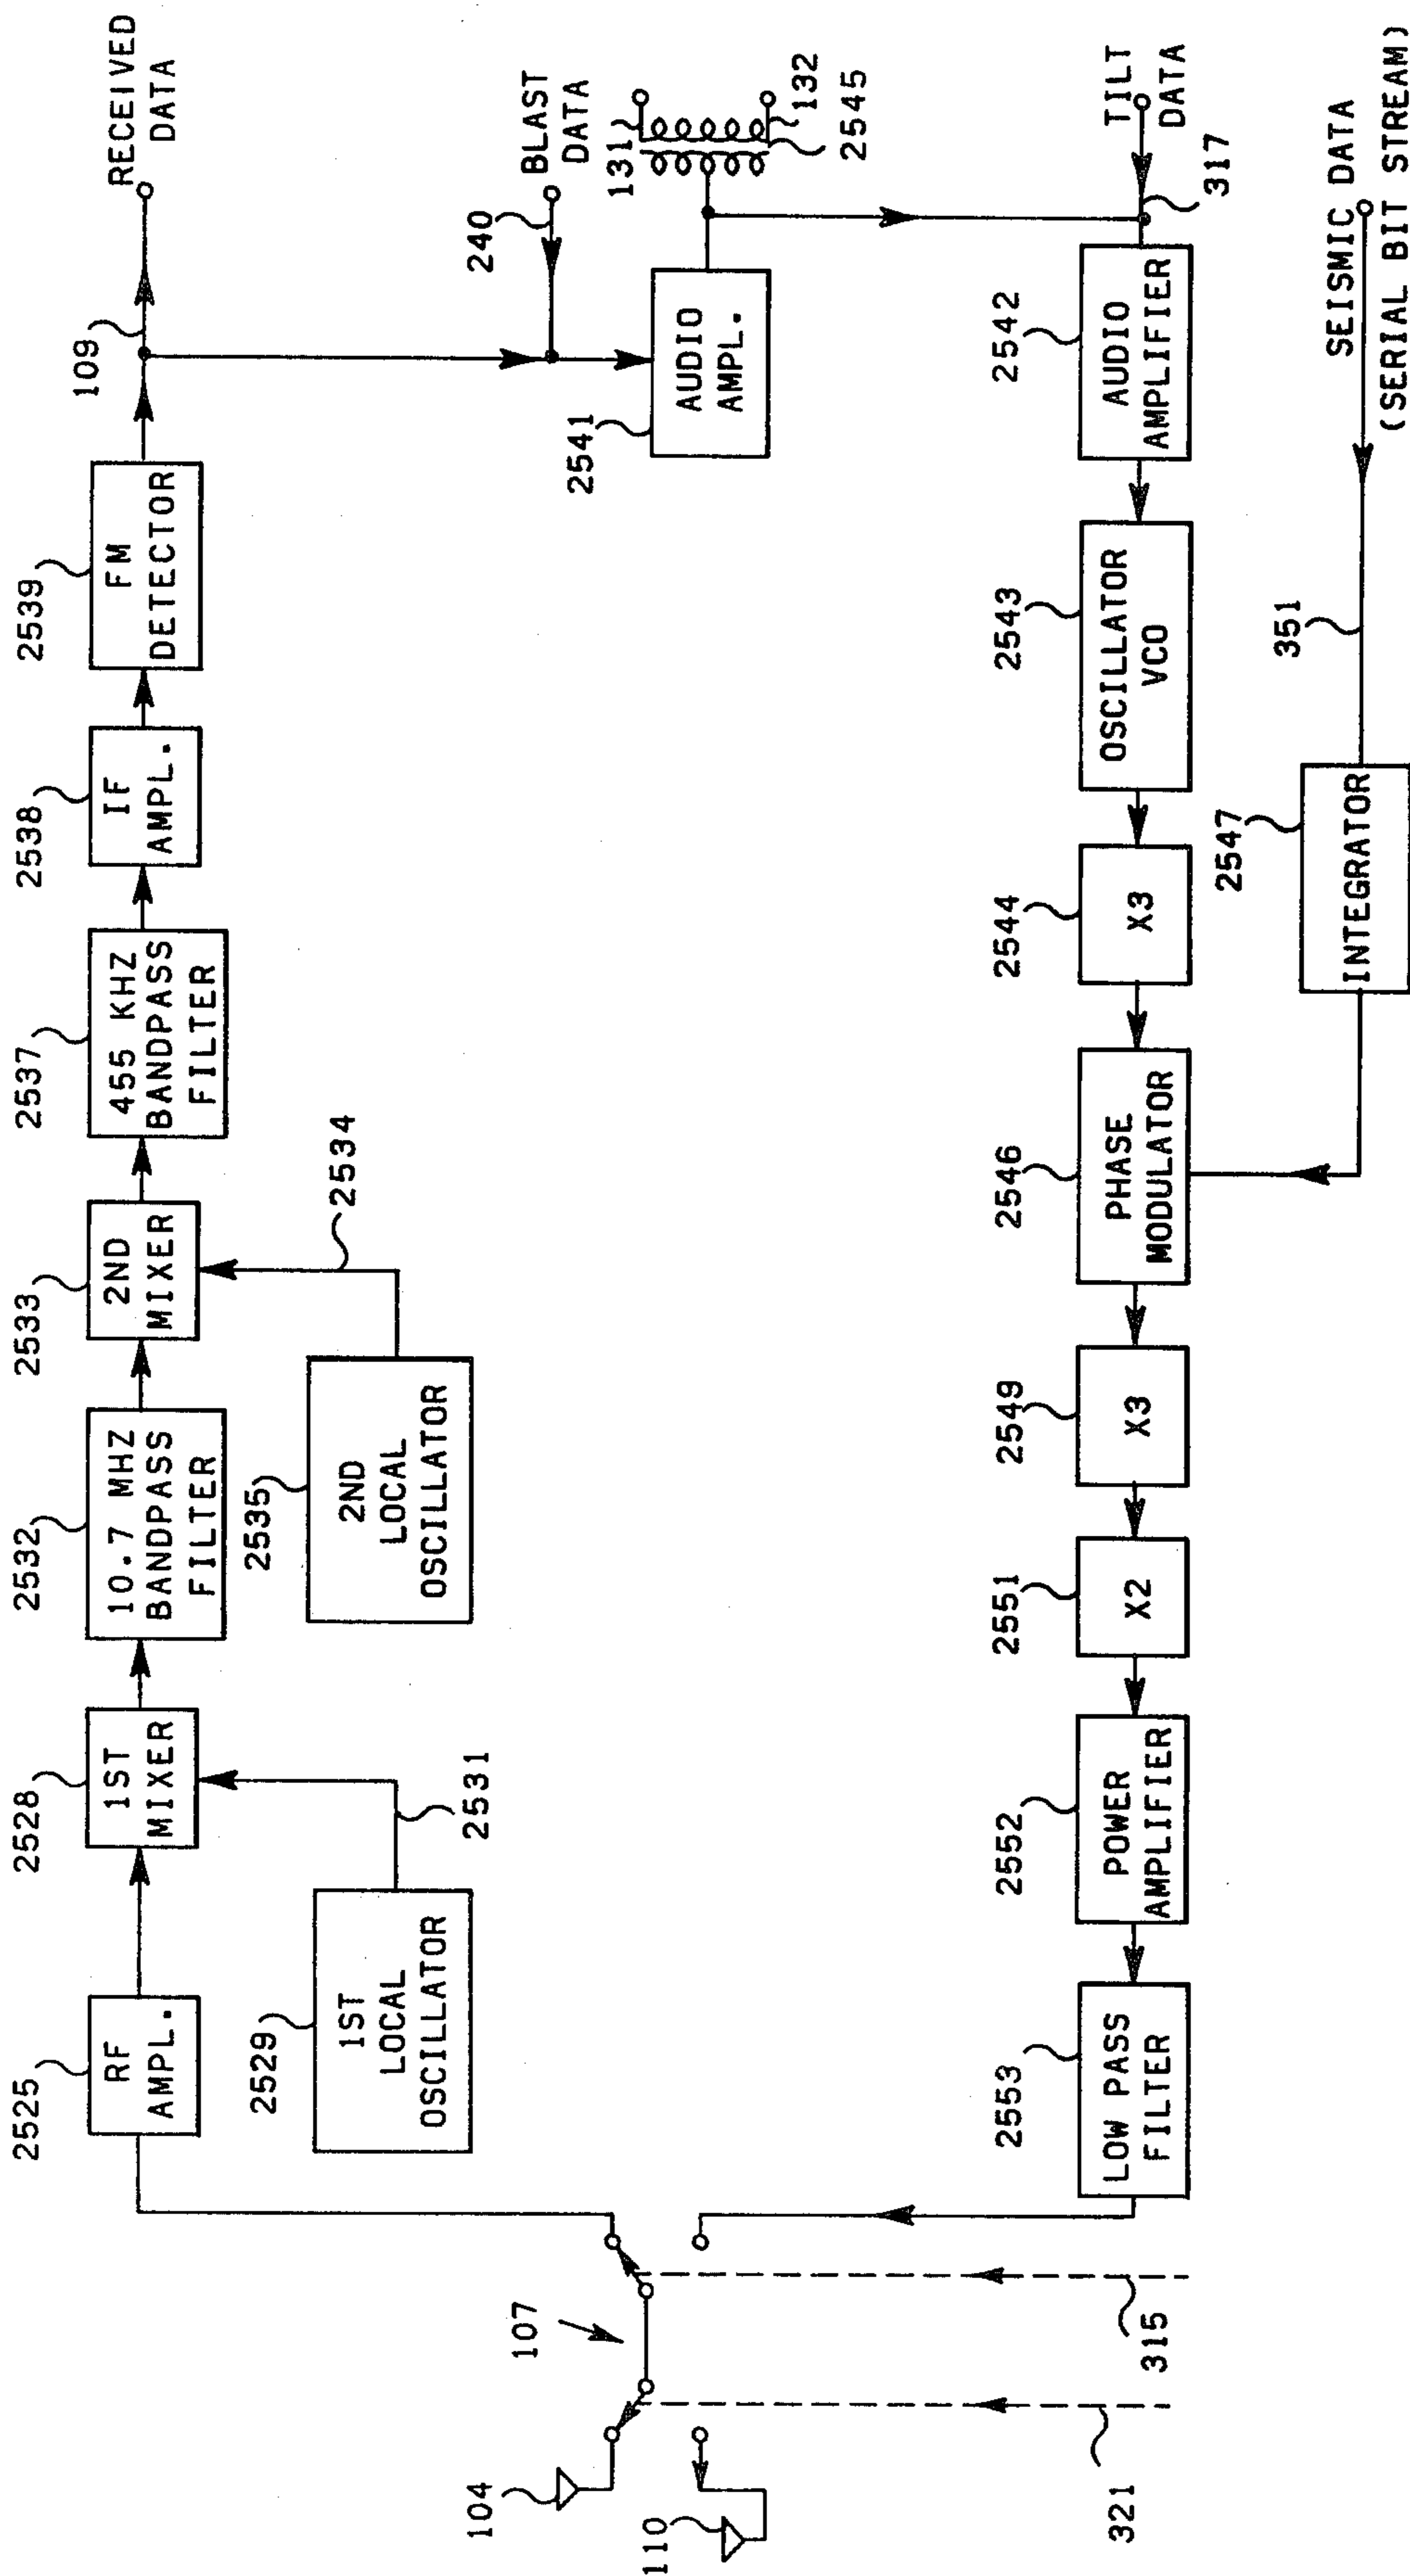 2525
RF
AMPL.
2528
1ST
MIXER
2529
1ST
LOCAL
OSCILLATOR
2531
2532
10.7 MHZ
BANDPASS
FILTER
2533
2ND
MIXER
2534
2535
2ND
LOCAL
OSCILLATOR
2537
455 KHZ
BANDPASS
FILTER
2538
IF
AMPL.
2539
FM
DETECTOR
109
RECEIVED
DATA
240
BLAST
DATA
2541
AUDIO
AMPL.
131
132
2545
104
107
110
321
315
2553
LOW PASS
FILTER
2552
POWER
AMPLIFIER
2551
X2
2549
X3
2546
PHASE
MODULATOR
2544
X3
2543
OSCILLATOR
VCO
2542
AUDIO
AMPLIFIER
TILT
DATA
317
2547
INTEGRATOR
351
SEISMIC DATA
(SERIAL BIT STREAM)